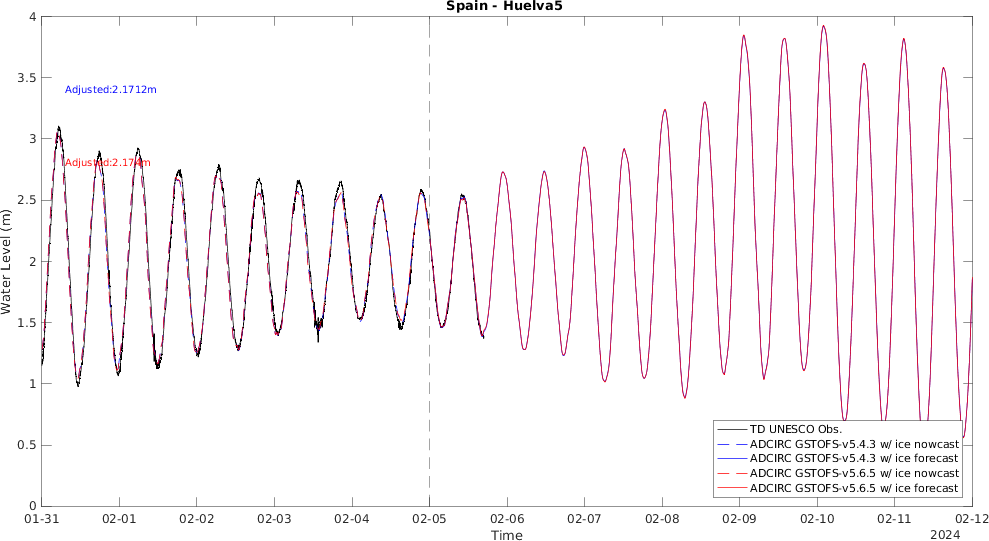 Spain - Huelva5
4
3.5
3
2.5
2
1.5
1
0.5
0
Water Level (m)
Adjusted:2.1712m
Adjusted:2.174m
TD UNESCO Obs.
ADCIRC GSTOFS-v5.4.3 w/ ice nowcast
ADCIRC GSTOFS-v5.4.3 w/ ice forecast
ADCIRC GSTOFS-v5.6.5 w/ ice nowcast
ADCIRC GSTOFS-v5.6.5 w/ ice forecast
01-31 02-01 02-02 02-03 02-04 02-05 02-06 02-07 02-08 02-09 02-10 02-11 02-12
Time
2024